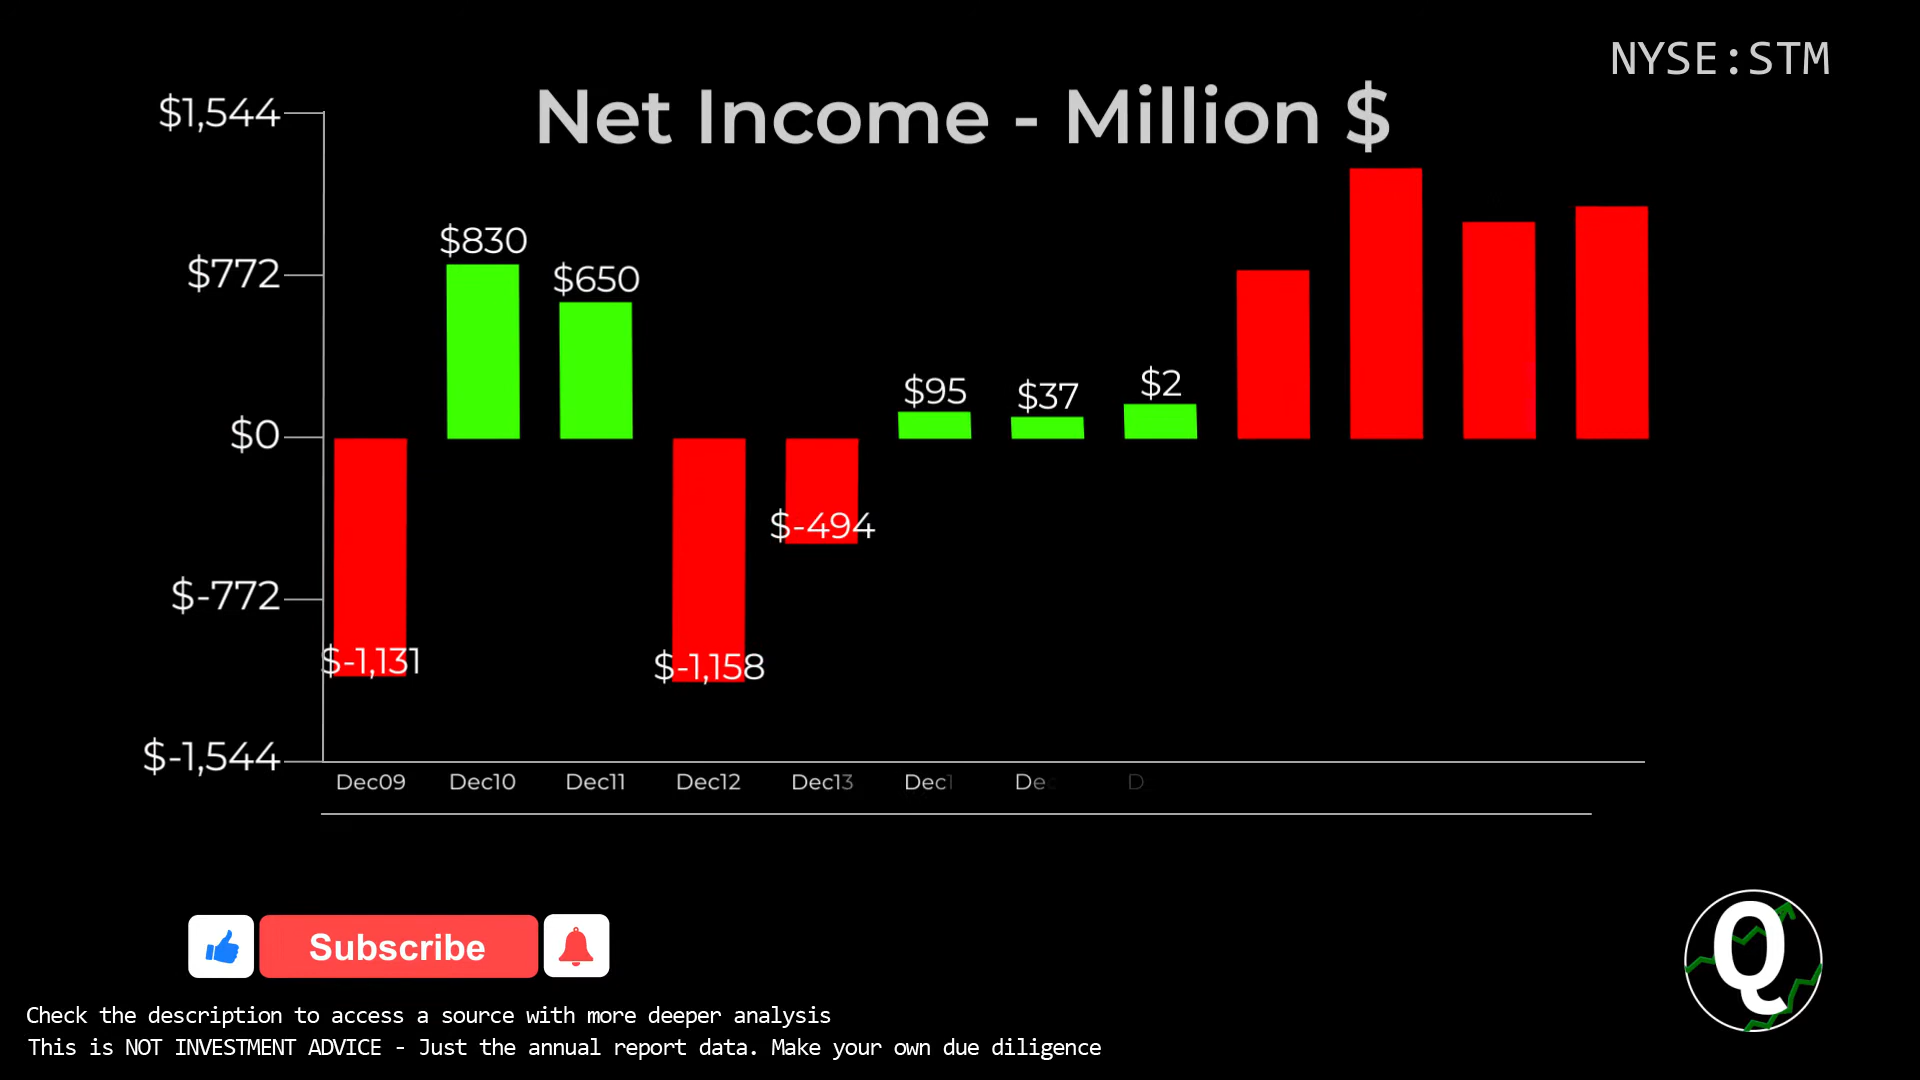 NYSE:STM
Net Income - Million $
$1,544
$772
$0
$-772
$-1,544
$830
$650
$95
$37
$2
$-494
$-1,131
$-1,158
Dec09 Dec10 Dec11 Dec12 Dec13 Dec1 De D
Subscribe
Q
Check the description to access a source with more deeper analysis
This is NOT INVESTMENT ADVICE - Just the annual report data. Make your own due diligence